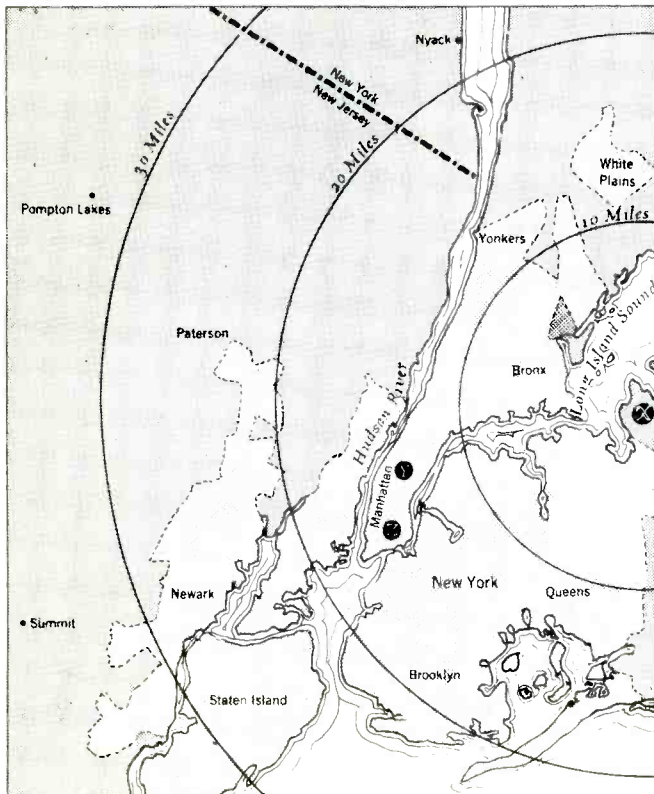 Nyack
New York
New Jersey
30 Miles
20 Miles
White
Plains
Pompton Lakes
10 Miles
Yonkers
Long Island Sound
Paterson
Bronx
Hudson River
X
Y
Manhattan
Z
New York
Newark
Queens
Summit
Brooklyn
Staten Island